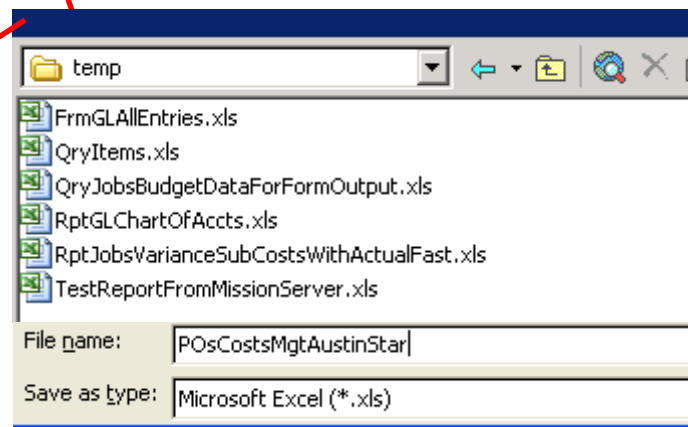 temp
FrmGLAllEntries.xls
QryItems.xls
QryJobsBudgetDataForFormOutput.xls
RptGLChartOfAccts.xls
RptJobsVarianceSubCostsWithActualFast.xls
TestReportFromMissionServer.xls
File name: POsCostsMgtAustinStar
Save as type: Microsoft Excel (*.xls)